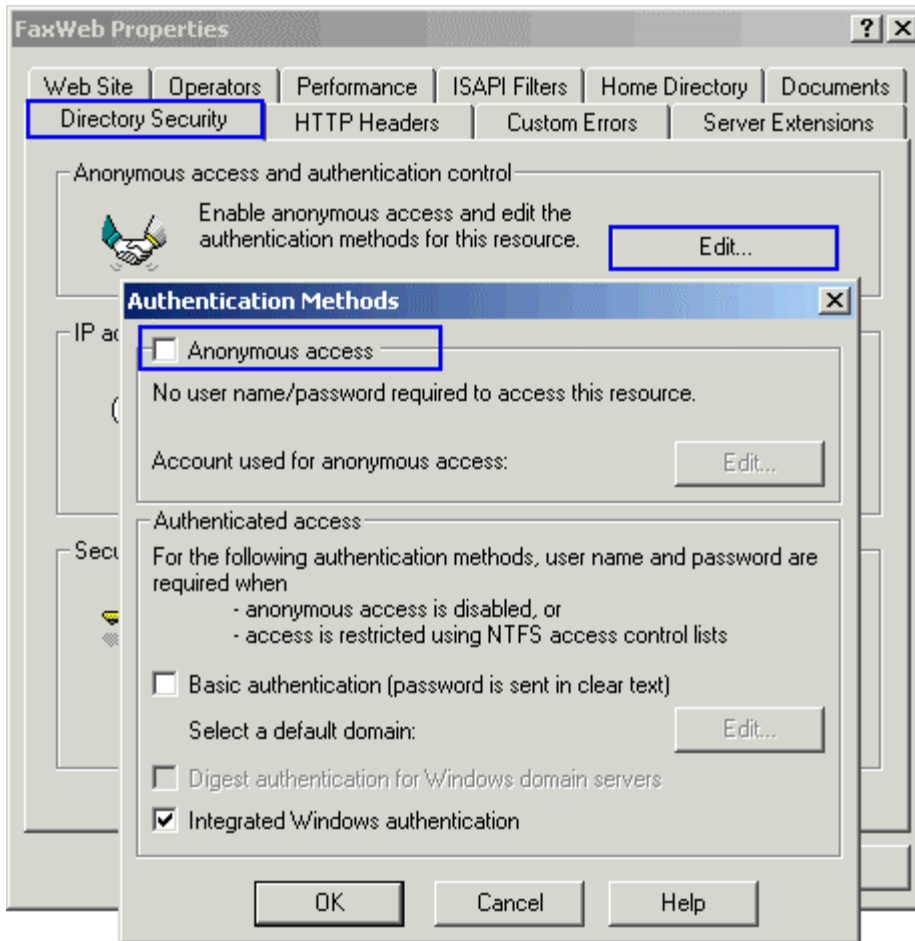 FaxWeb Properties
Web Site Operators Performance ISAPI Filters Home Directory Documents
Directory Security HTTP Headers Custom Errors Server Extensions
Anonymous access and authentication control
Enable anonymous access and edit the
authentication methods for this resource.
Edit...
Authentication Methods
IP
Anonymous access
No user name/password required to access this resource.
Account used for anonymous access:
Edit...
Authenticated access
For the following authentication methods, user name and password are
required when
- anonymous access is disabled, or
- access is restricted using NTFS access control lists
Basic authentication (password is sent in clear text)
Select a default domain:
Edit...
Digest authentication for Windows domain servers
Integrated Windows authentication
OK Cancel Help